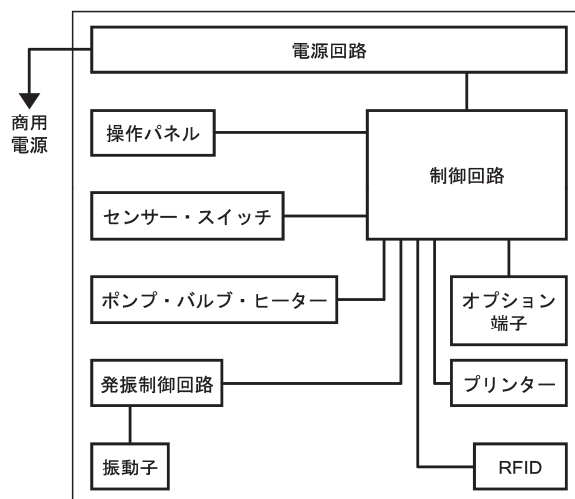 電源回路
商用
電源
操作パネル
制御回路
センサー・スイッチ
ポンプ・バルブ・ヒーター
オプション
端子
発振制御回路
プリンター
振動子
RFID